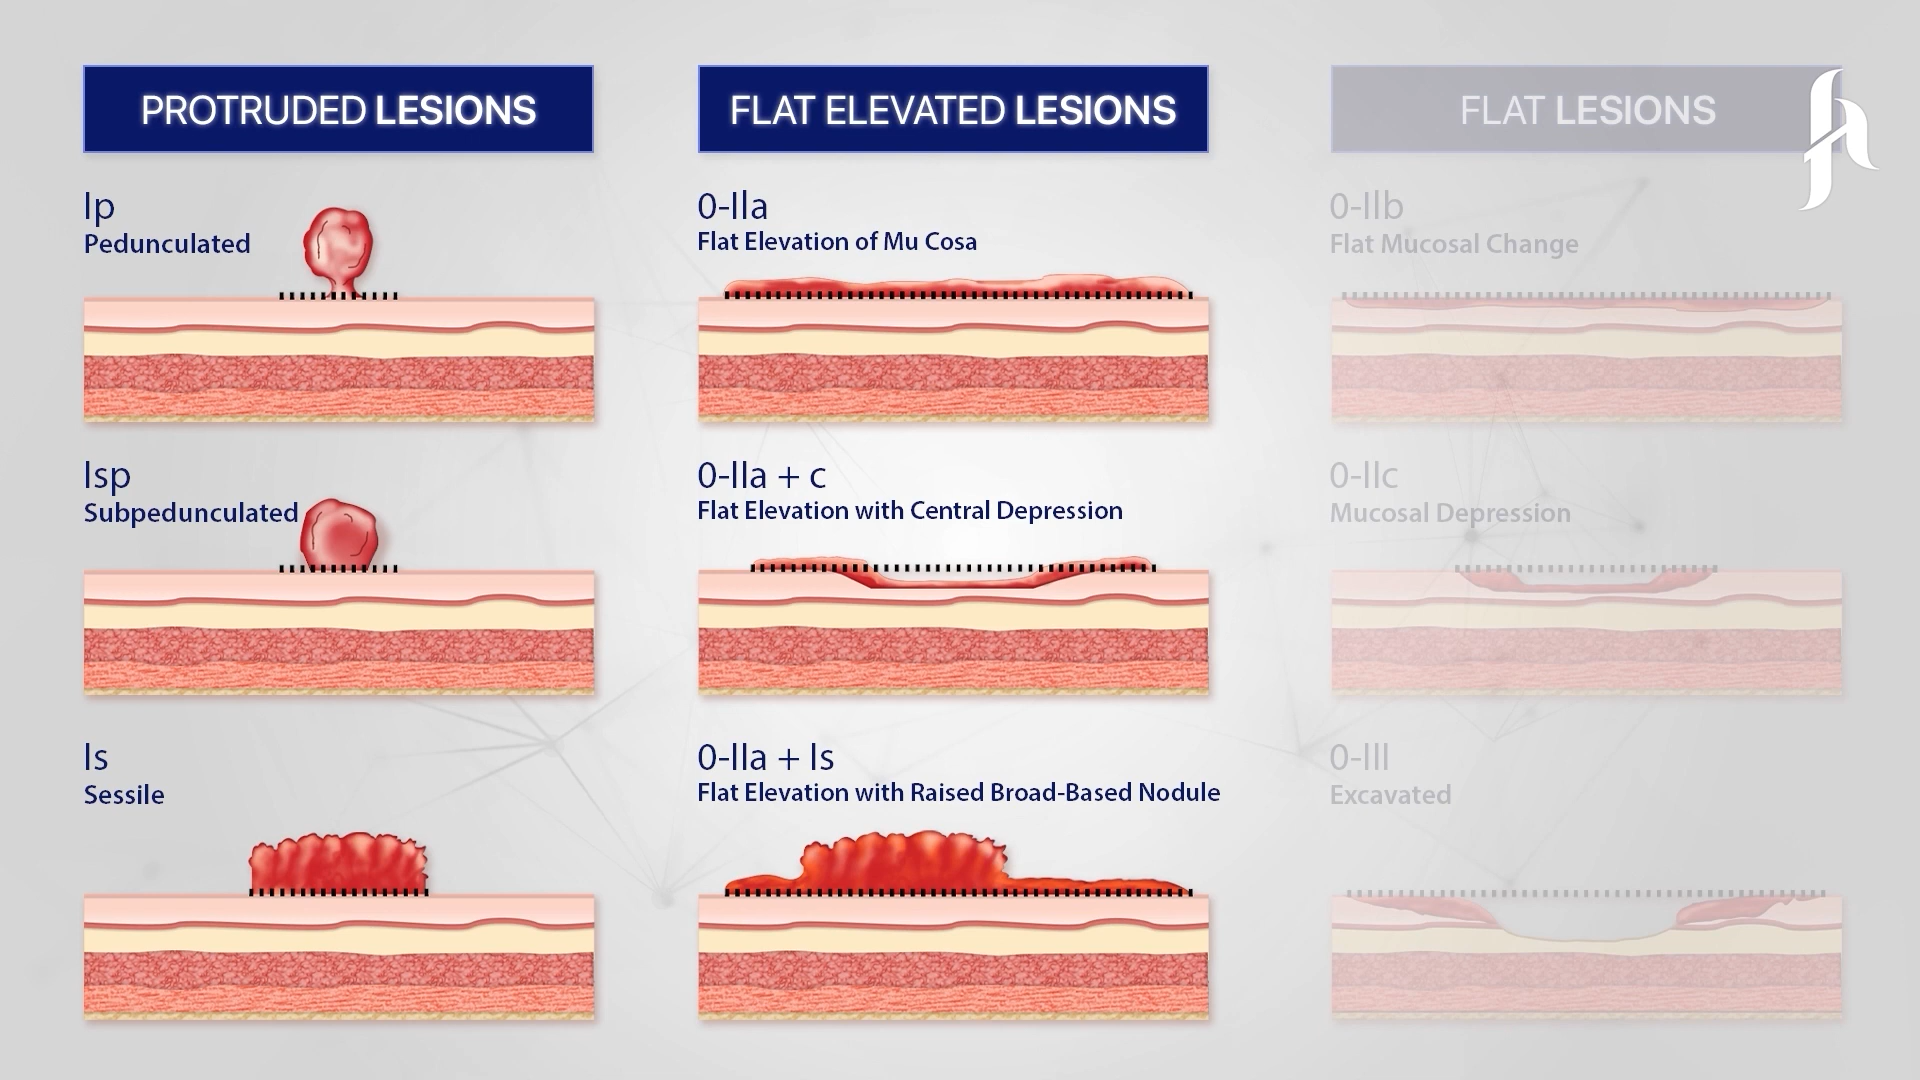 PROTRUDED LESIONS
Ip
Pedunculated
Isp
Subpedunculated
Is
Sessile
FLAT ELEVATED LESIONS
0-IIa
Flat Elevation of Mu Cosa
0-IIa + c
Flat Elevation with Central Depression
0-IIa + Is
Flat Elevation with Raised Broad-Based Nodule
FLAT LESIONS
0-IIb
Flat Mucosal Change
0-IIc
Mucosal Depression
0-III
Excavated